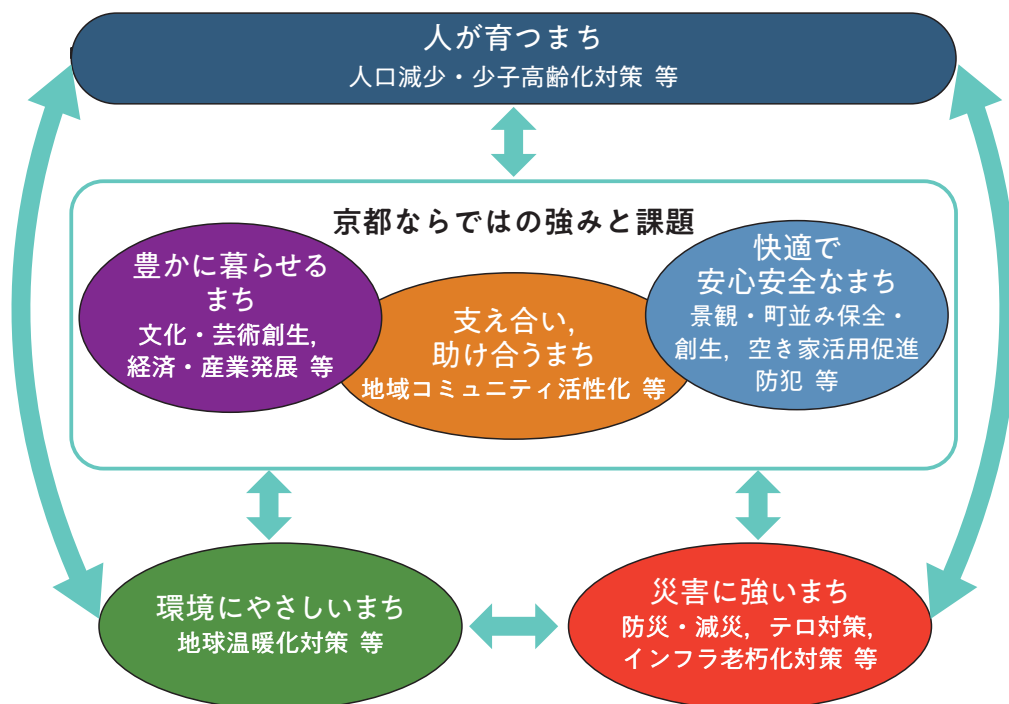 人が育つまち
人口減少・少子高齢化対策 等
京都ならではの強みと課題
豊かに暮らせる
まち
文化・芸術創生，
経済・産業発展 等
支え合い，
助け合うまち
地域コミュニティ活性化 等
快適で
安心安全なまち
景観・町並み保全・
創生，空き家活用促進
防犯 等
環境にやさしいまち
地球温暖化対策 等
災害に強いまち
防災・減災，テロ対策，
インフラ老朽化対策 等